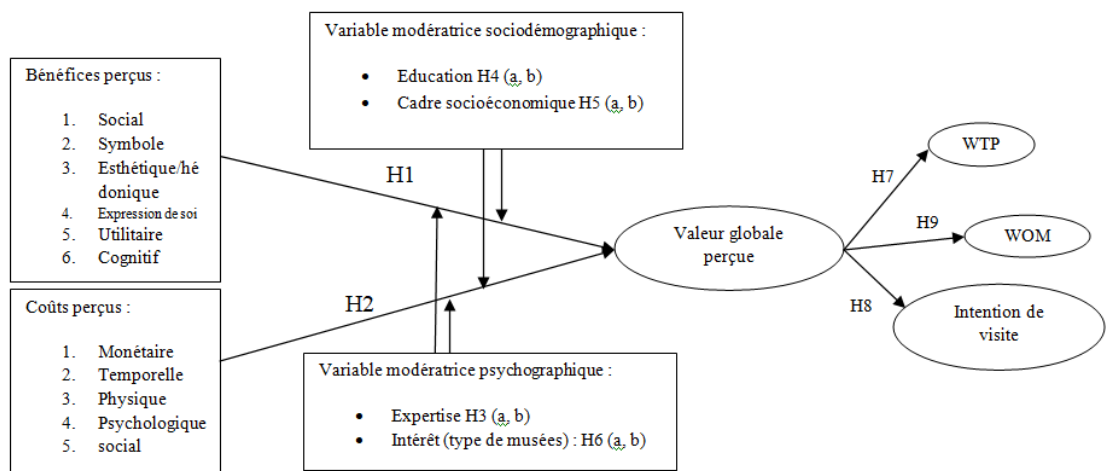 Variable modératrice sociodémographique :
• Education H4 (a, b)
• Cadre socioéconomique H5 (a, b)
Bénéfices perçus :
1. Social
2. Symbole
3. Esthétique/hé
donique
4. Expression de soi
5. Utilitaire
6. Cognitif
H1
H2
Coûts perçus :
1. Monétaire
2. Temporelle
3. Physique
4. Psychologique
5. social
Variable modératrice psychographique :
• Expertise H3 (a, b)
• Intérêt (type de musées) : H6 (a, b)
Valeur globale
perçue
H7
WTP
H9
WOM
H8
Intention de
visite